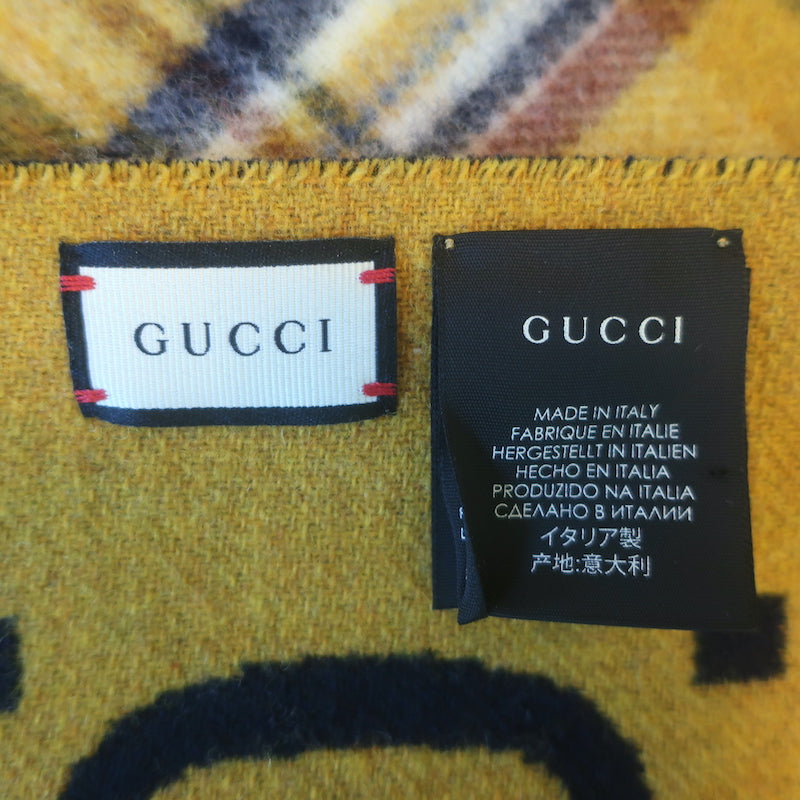 GUCCI
GUCCI
MADE IN ITALY
FABRIQUE EN ITALIE
HERGESTELLT IN ITALIEN
HECHO EN ITALIA
PRODUZIDO NA ITALIA
СДЕЛАНО В ИТАЛИИ
イタリア製
产地:意大利